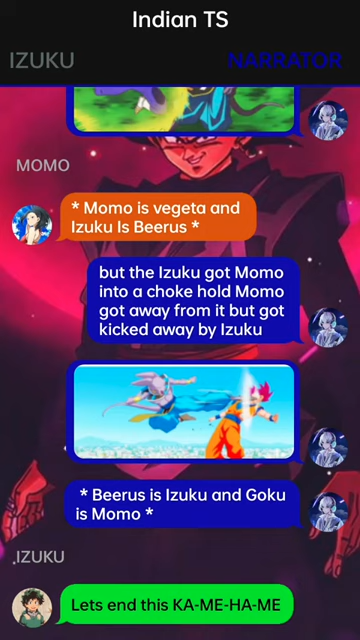 Indian TS
IZUKU
NARRATOR
MOMO
* Momo is vegeta and
Izuku Is Beerus *
but the Izuku got Momo
into a choke hold Momo
got away from it but got
kicked away by Izuku
* Beerus is Izuku and Goku
is Momo *
.IZUKU
Lets end this KA-ME-HA-ME